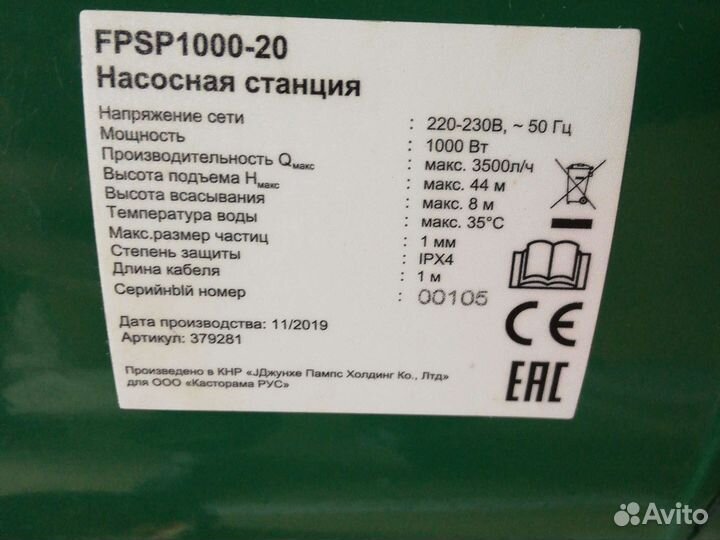 FPSP1000-20
Насосная станция
Напряжение сети : 220-230В, ~ 50 Гц
Мощность : 1000 Вт
Производительность Qмакс : макс. 3500л/ч
Высота подъема Hмакс : макс. 44 м
Высота всасывания : макс. 8 м
Температура воды : макс. 35°C
Макс.размер частиц : 1 мм
Степень защиты : IPX4
Длина кабеля : 1 м
Серийный номер : 00105
Дата производства: 11/2019
Артикул: 379281
Произведено в КНР «JДжунхе Пампс Холдинг Ко., Лтд»
для ООО «Касторама РУС»
CE
EAC
Avito